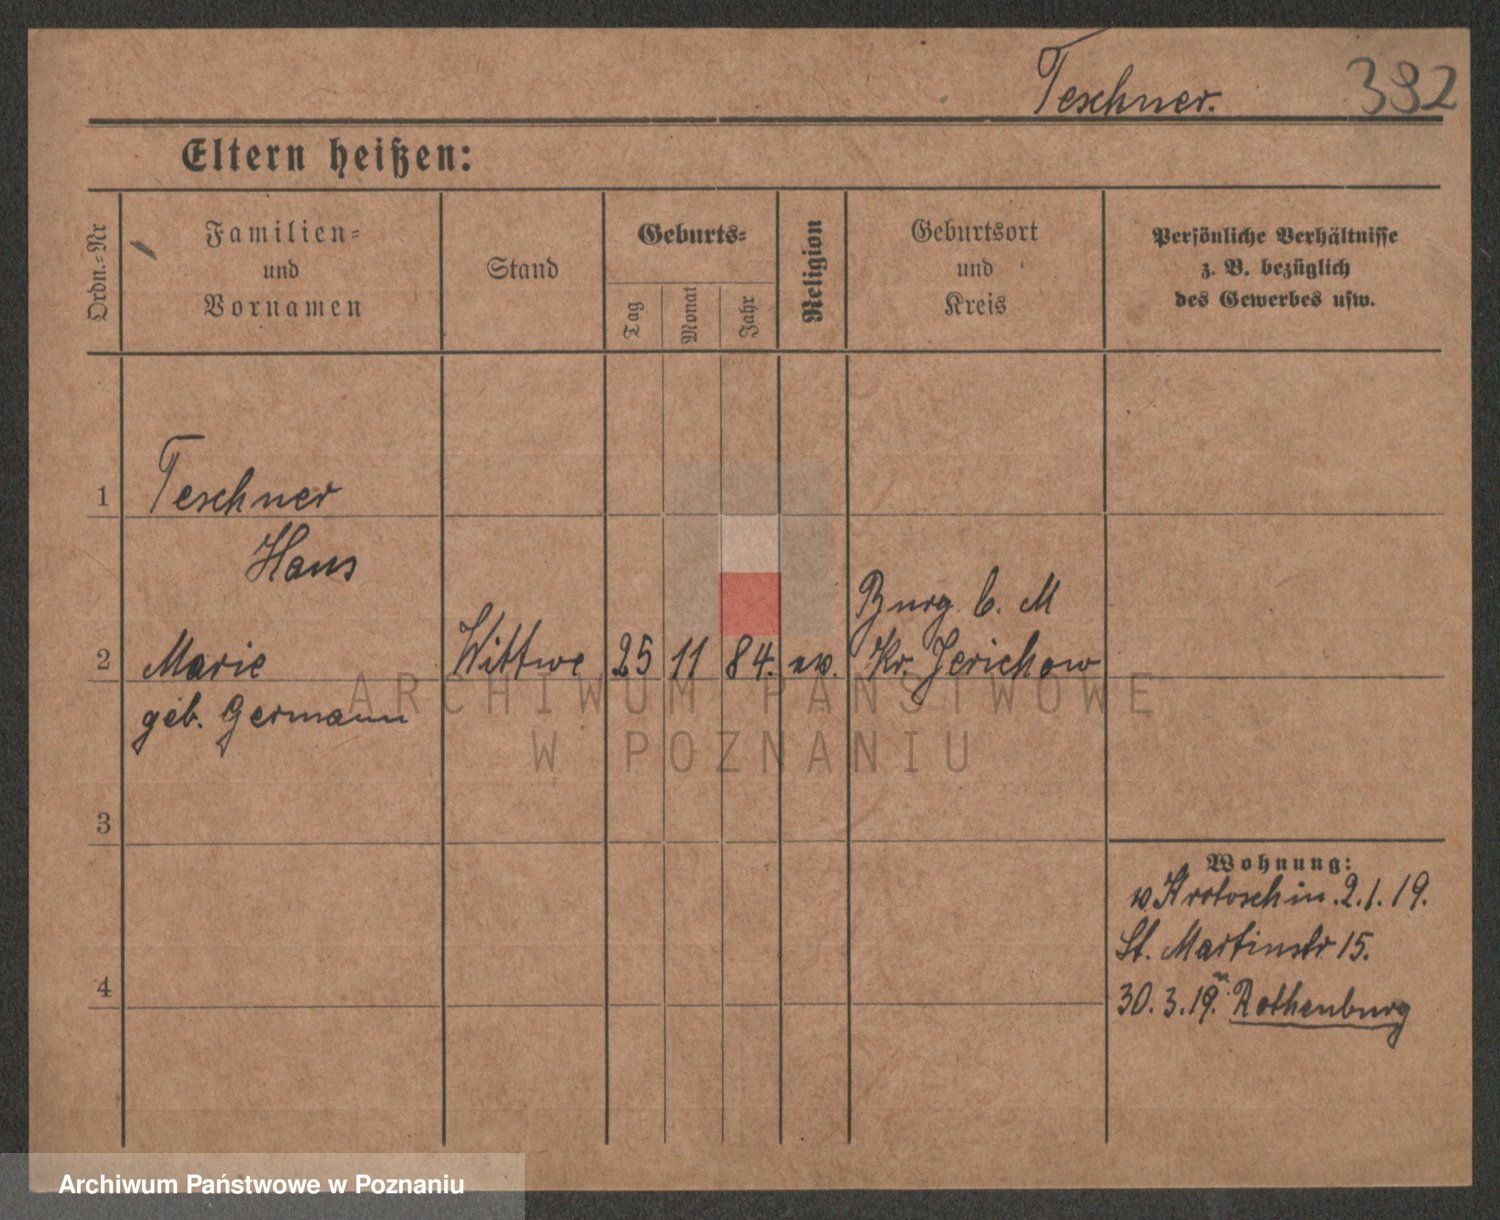 Teschner. 392
Eltern heißen:
Ordn.=Nr
Familien=
und
Vornamen
Stand
Geburts=
Tag
Monat
Jahr
Religion
Geburtsort
und
Kreis
Persönliche Verhältnisse
z. B. bezüglich
des Gewerbes usw.
1 Teschner
Hans
Burg b. M
2 Marie Wittwe 25 11 84. ev. Kr. Jerichow
geb. Germann
ARCHIWUM PAŃSTWOWE
W POZNANIU
3
Wohnung:
v. Krotoschin. 2.1.19.
St. Martinstr 15.
4
30.3.19. n. Rothenburg
Archiwum Państwowe w Poznaniu